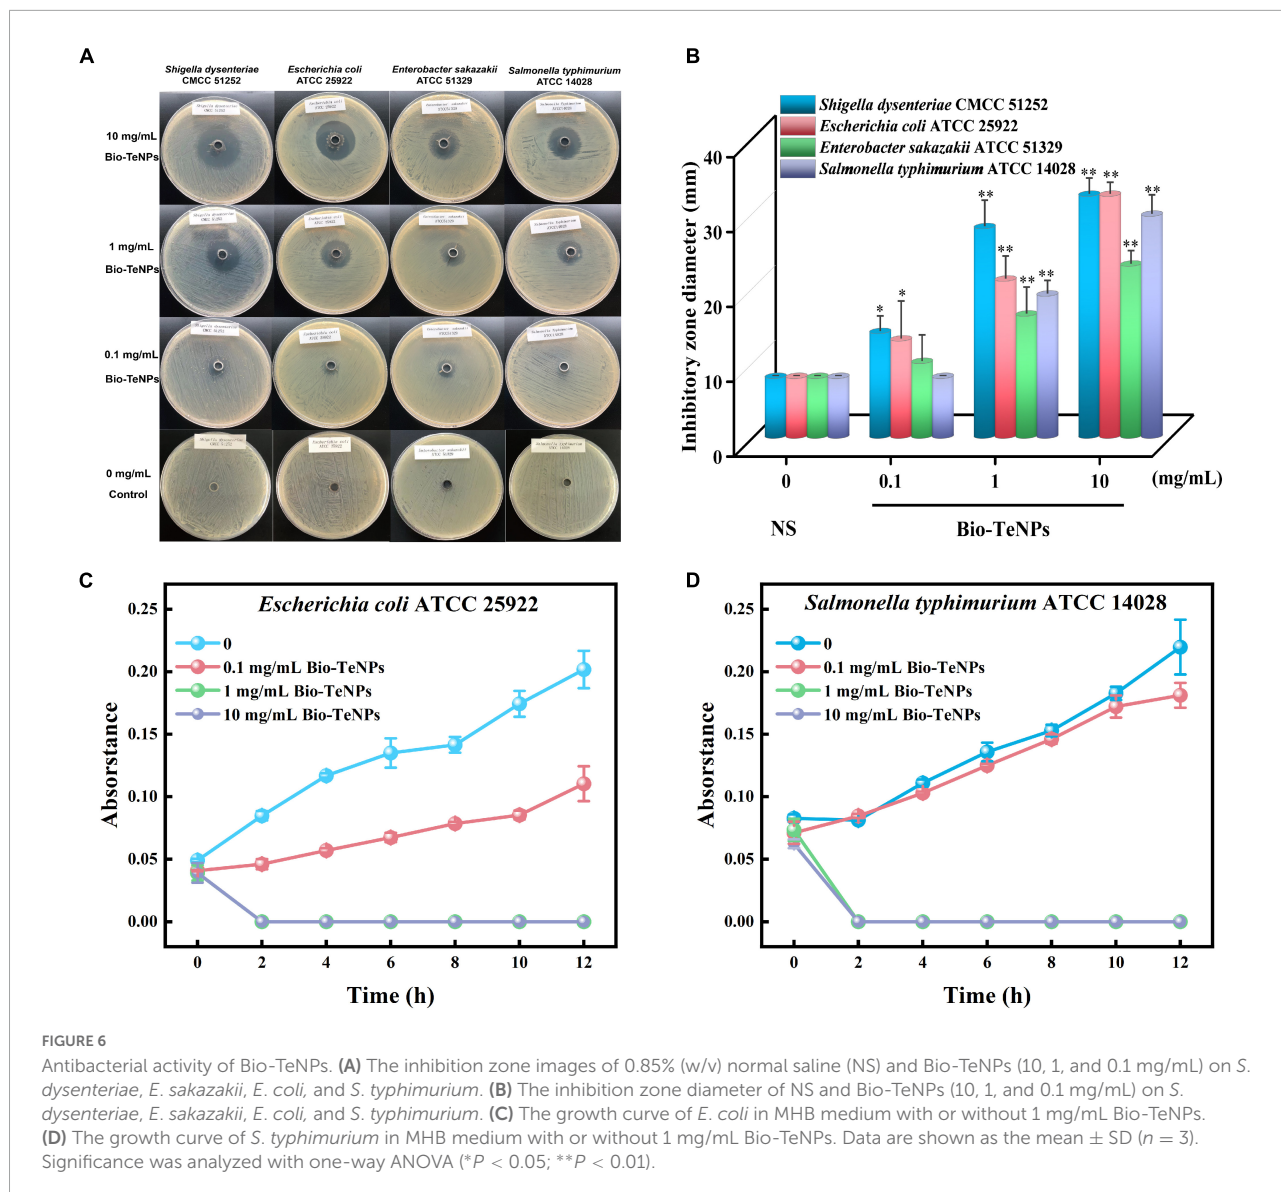 A
Shigella dysenteriae
CMCC 51252
Escherichia coli
ATCC 25922
Enterobacter sakazakii
ATCC 51329
Salmonella typhimurium
ATCC 14028
10 mg/mL
Bio-TeNPs
1 mg/mL
Bio-TeNPs
0.1 mg/mL
Bio-TeNPs
0 mg/mL
Control
B
Shigella dysenteriae CMCC 51252
Escherichia coli ATCC 25922
Enterobacter sakazakii ATCC 51329
Salmonella typhimurium ATCC 14028
Inhibitory zone diameter (mm)
40
30
20
10
0
* *
** ** ** **
** ** ** **
0 0.1 1 10 (mg/mL)
NS Bio-TeNPs
C
Escherichia coli ATCC 25922
0
0.1 mg/mL Bio-TeNPs
1 mg/mL Bio-TeNPs
10 mg/mL Bio-TeNPs
Absorstance
0.25
0.20
0.15
0.10
0.05
0.00
0 2 4 6 8 10 12
Time (h)
D
Salmonella typhimurium ATCC 14028
0
0.1 mg/mL Bio-TeNPs
1 mg/mL Bio-TeNPs
10 mg/mL Bio-TeNPs
Absorstance
0.25
0.20
0.15
0.10
0.05
0.00
0 2 4 6 8 10 12
Time (h)
FIGURE 6
Antibacterial activity of Bio-TeNPs. (A) The inhibition zone images of 0.85% (w/v) normal saline (NS) and Bio-TeNPs (10, 1, and 0.1 mg/mL) on S.
dysenteriae, E. sakazakii, E. coli, and S. typhimurium. (B) The inhibition zone diameter of NS and Bio-TeNPs (10, 1, and 0.1 mg/mL) on S.
dysenteriae, E. sakazakii, E. coli, and S. typhimurium. (C) The growth curve of E. coli in MHB medium with or without 1 mg/mL Bio-TeNPs.
(D) The growth curve of S. typhimurium in MHB medium with or without 1 mg/mL Bio-TeNPs. Data are shown as the mean ± SD (n = 3).
Significance was analyzed with one-way ANOVA (*P < 0.05; **P < 0.01).